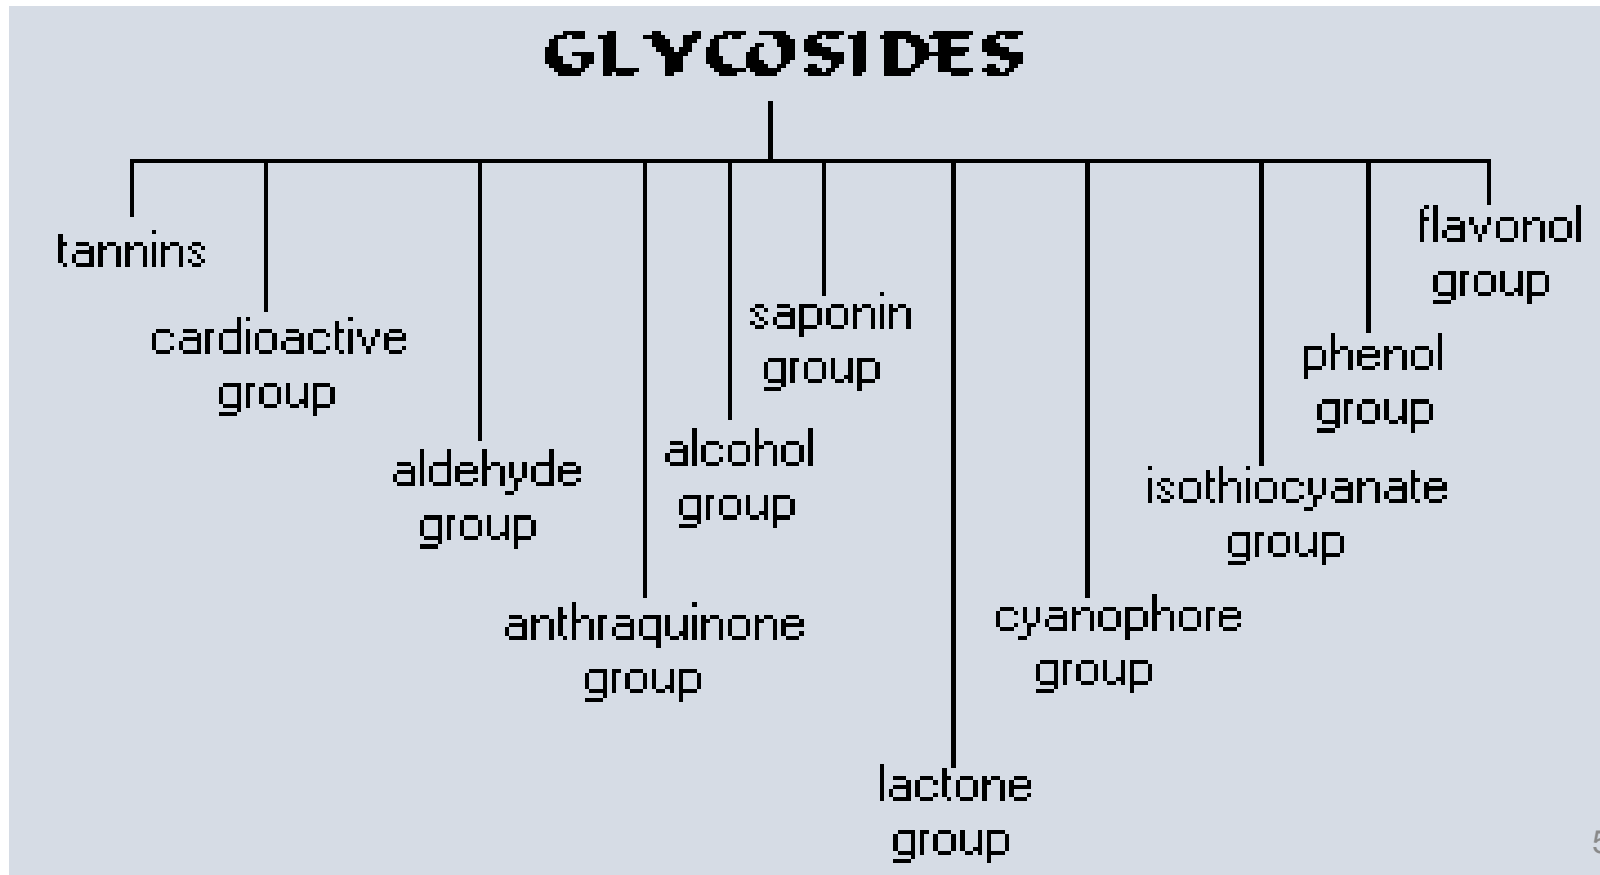 GLYCOSIDES
tannins
cardioactive
group
aldehyde
group
anthraquinone
group
alcohol
group
saponin
group
lactone
group
cyanophore
group
isothiocyanate
group
phenol
group
flavonol
group
5